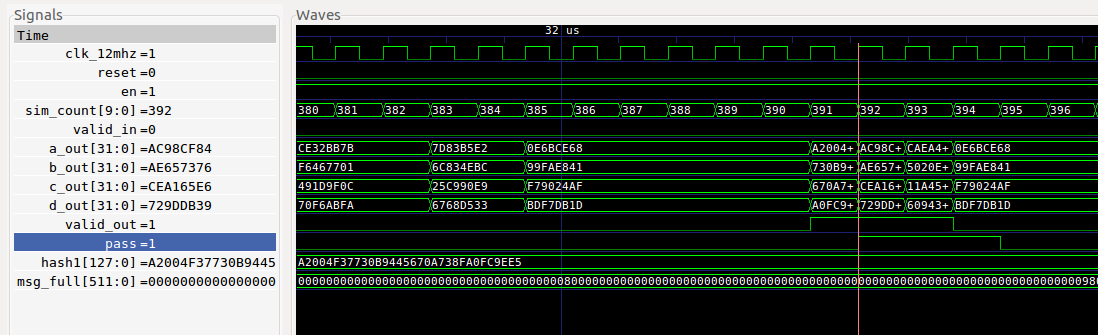 Signals Waves
Time 32 us
clk_12mhz=1
reset=0
en=1
sim_count[9:0]=392 380 381 382 383 384 385 386 387 388 389 390 391 392 393 394 395 396
valid_in=0
a_out[31:0]=AC98CF84 CE32BB7B 7D83B5E2 0E6BCE68 A2004+ AC98C+ CAEA4+ 0E6BCE68
b_out[31:0]=AE657376 F6467701 6C834EBC 99FAE841 730B9+ AE657+ 5020E+ 99FAE841
c_out[31:0]=CEA165E6 491D9F0C 25C990E9 F79024AF 670A7+ CEA16+ 11A45+ F79024AF
d_out[31:0]=729DDB39 70F6ABFA 6768D533 BDF7DB1D A0FC9+ 729DD+ 60943+ BDF7DB1D
valid_out=1
pass=1
hash1[127:0]=A2004F37730B9445 A2004F37730B9445670A738FA0FC9EE5
msg_full[511:0]=0000000000000000